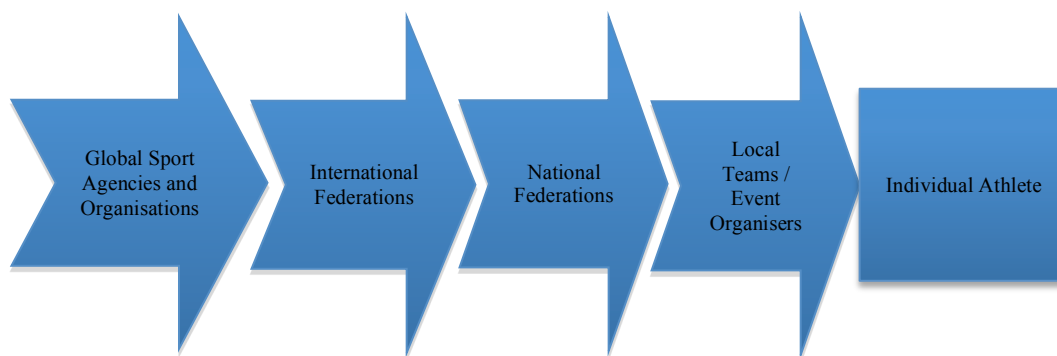 Global Sport
Agencies and
Organisations
International
Federations
National
Federations
Local
Teams /
Event
Organisers
Individual Athlete